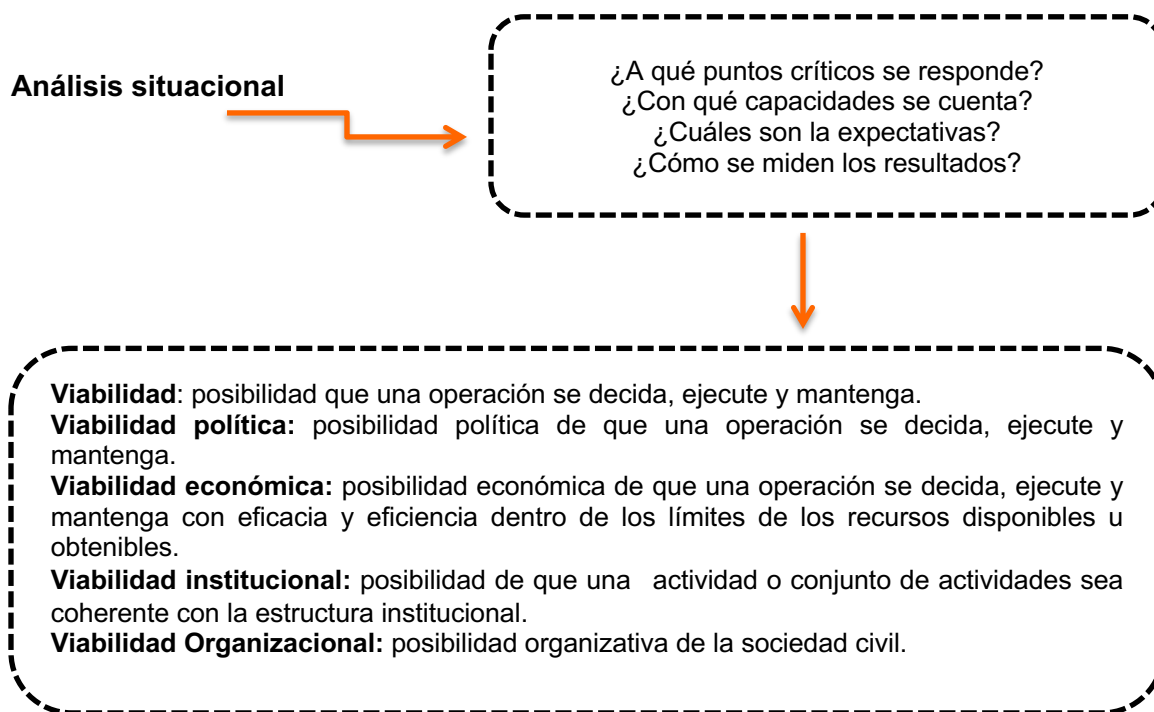 Análisis situacional
¿A qué puntos críticos se responde?
¿Con qué capacidades se cuenta?
¿Cuáles son la expectativas?
¿Cómo se miden los resultados?
Viabilidad: posibilidad que una operación se decida, ejecute y mantenga.
Viabilidad política: posibilidad política de que una operación se decida, ejecute y
mantenga.
Viabilidad económica: posibilidad económica de que una operación se decida, ejecute y
mantenga con eficacia y eficiencia dentro de los límites de los recursos disponibles u
obtenibles.
Viabilidad institucional: posibilidad de que una actividad o conjunto de actividades sea
coherente con la estructura institucional.
Viabilidad Organizacional: posibilidad organizativa de la sociedad civil.